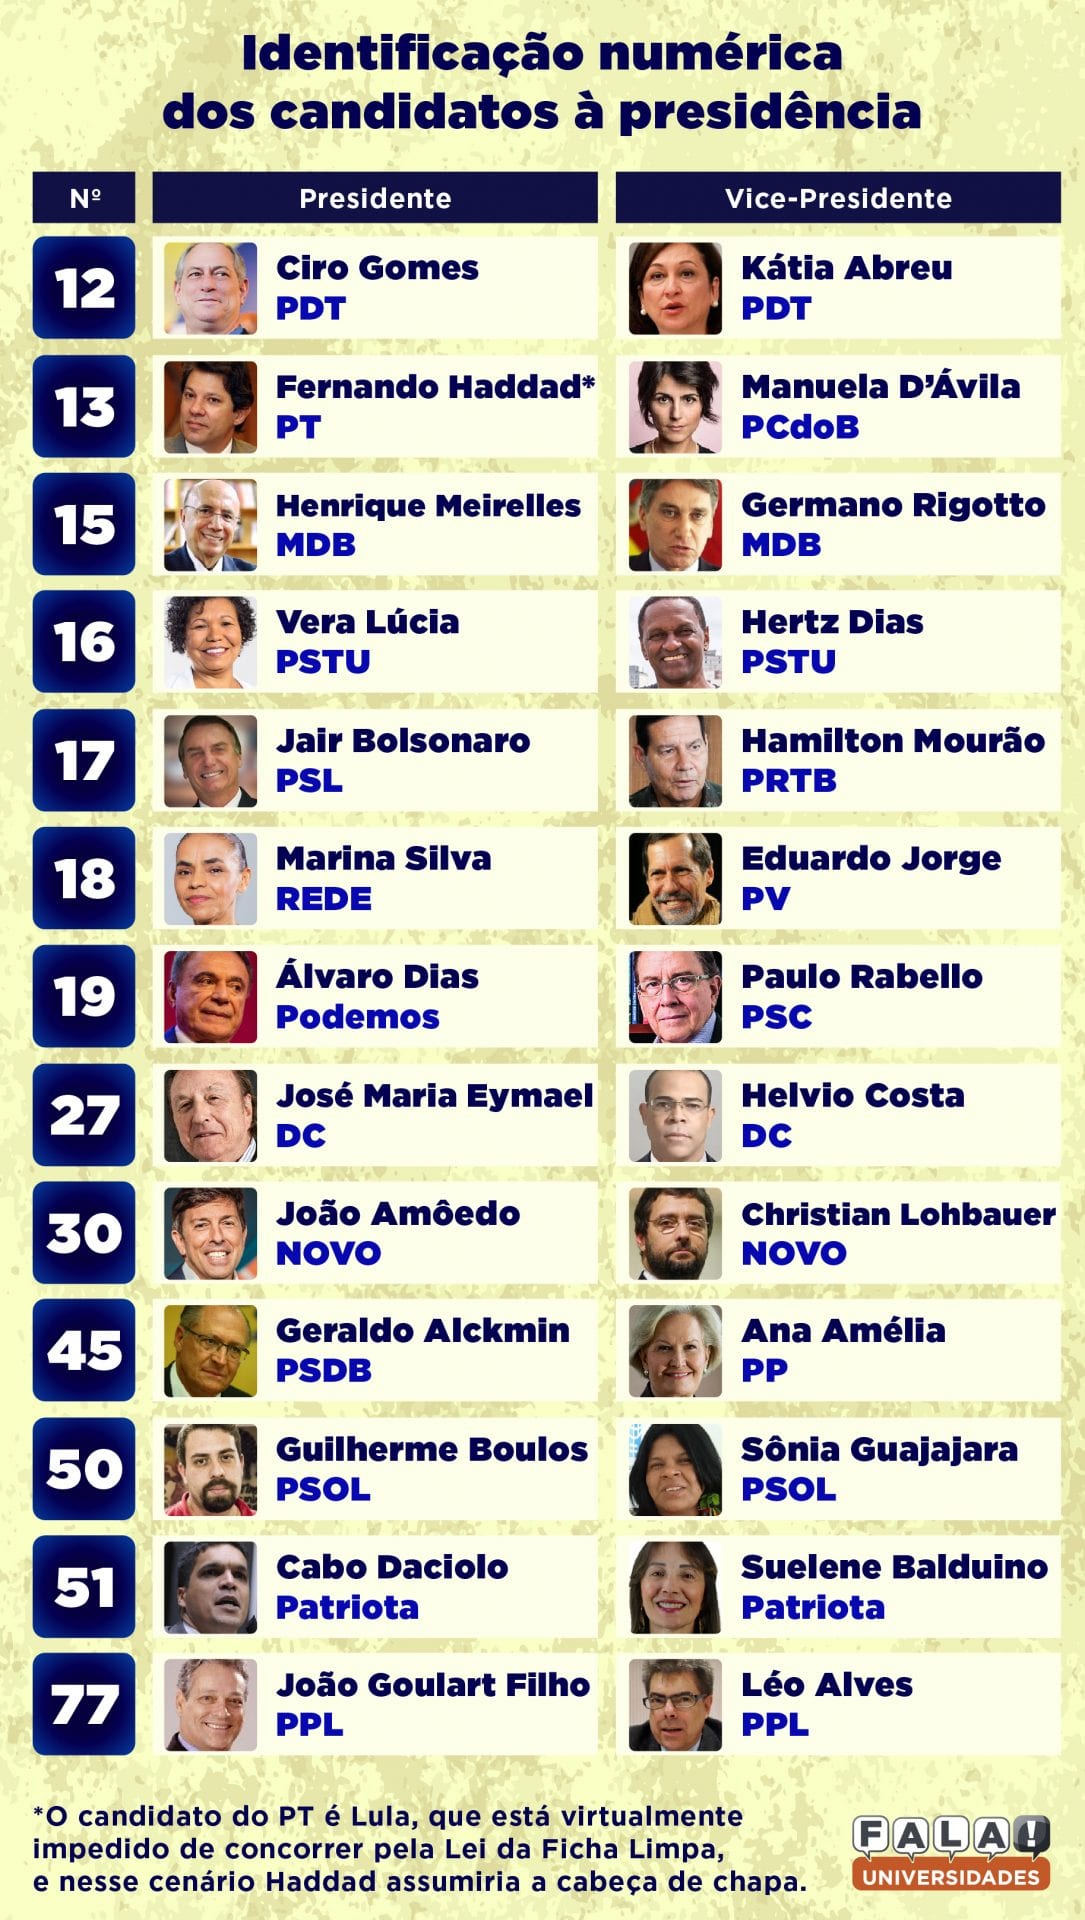 Identificação numérica
dos candidatos à presidência
Nº Presidente Vice-Presidente
12 Ciro Gomes Kátia Abreu
PDT PDT
13 Fernando Haddad* Manuela D’Ávila
PT PCdoB
15 Henrique Meirelles Germano Rigotto
MDB MDB
16 Vera Lúcia Hertz Dias
PSTU PSTU
17 Jair Bolsonaro Hamilton Mourão
PSL PRTB
18 Marina Silva Eduardo Jorge
REDE PV
19 Álvaro Dias Paulo Rabello
Podemos PSC
27 José Maria Eymael Helvio Costa
DC DC
30 João Amôedo Christian Lohbauer
NOVO NOVO
45 Geraldo Alckmin Ana Amélia
PSDB PP
50 Guilherme Boulos Sônia Guajajara
PSOL PSOL
51 Cabo Daciolo Suelene Balduino
Patriota Patriota
77 João Goulart Filho Léo Alves
PPL PPL
*O candidato do PT é Lula, que está virtualmente
impedido de concorrer pela Lei da Ficha Limpa,
e nesse cenário Haddad assumiria a cabeça de chapa.
FALA!
UNIVERSIDADES